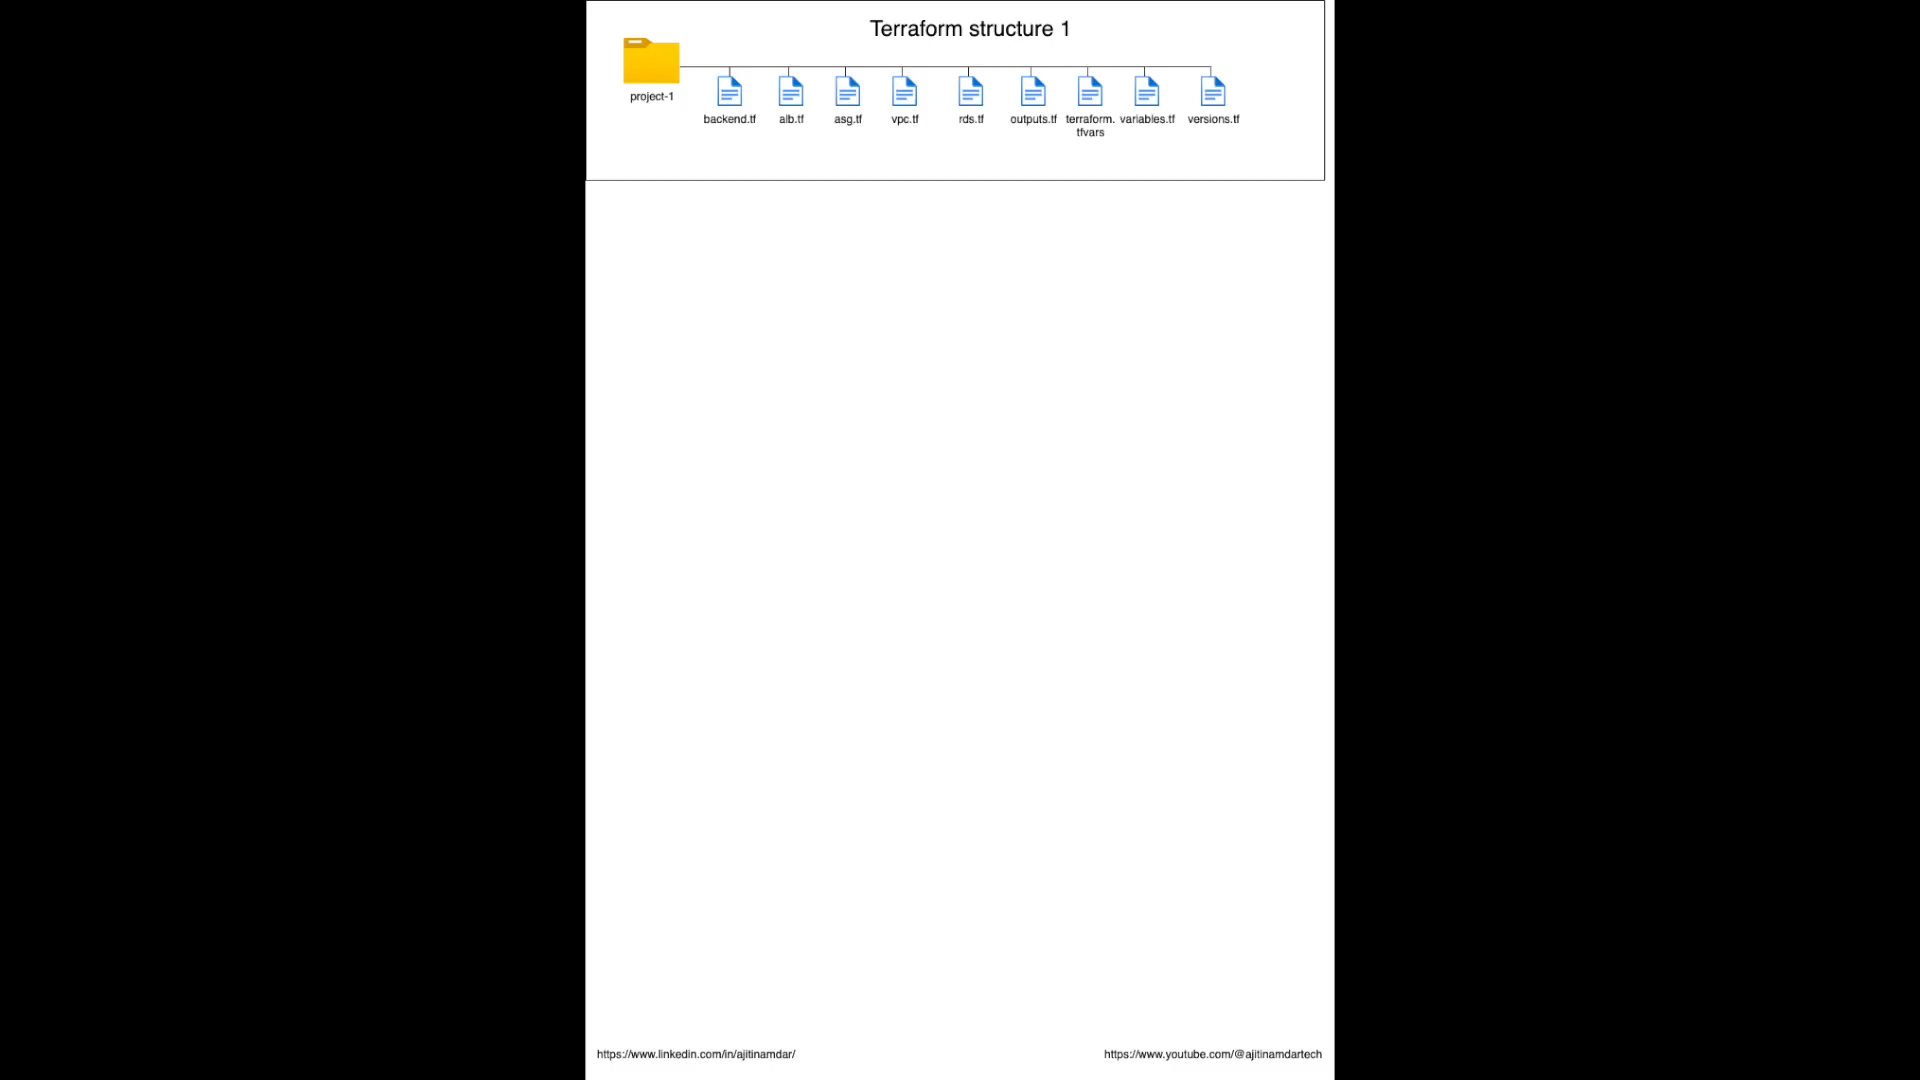 Terraform structure 1
project-1
backend.tf
alb.tf
asg.tf
vpc.tf
rds.tf
outputs.tf
terraform.
tfvars
variables.tf
versions.tf
https://www.linkedin.com/in/ajitinamdar/
https://www.youtube.com/@ajitinamdartech